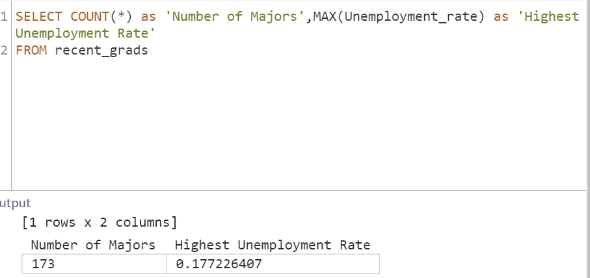 1 SELECT COUNT(*) as 'Number of Majors',MAX(Unemployment_rate) as 'Highest
Unemployment Rate'
2 FROM recent_grads
utput
[1 rows x 2 columns]
Number of Majors Highest Unemployment Rate
173 0.177226407